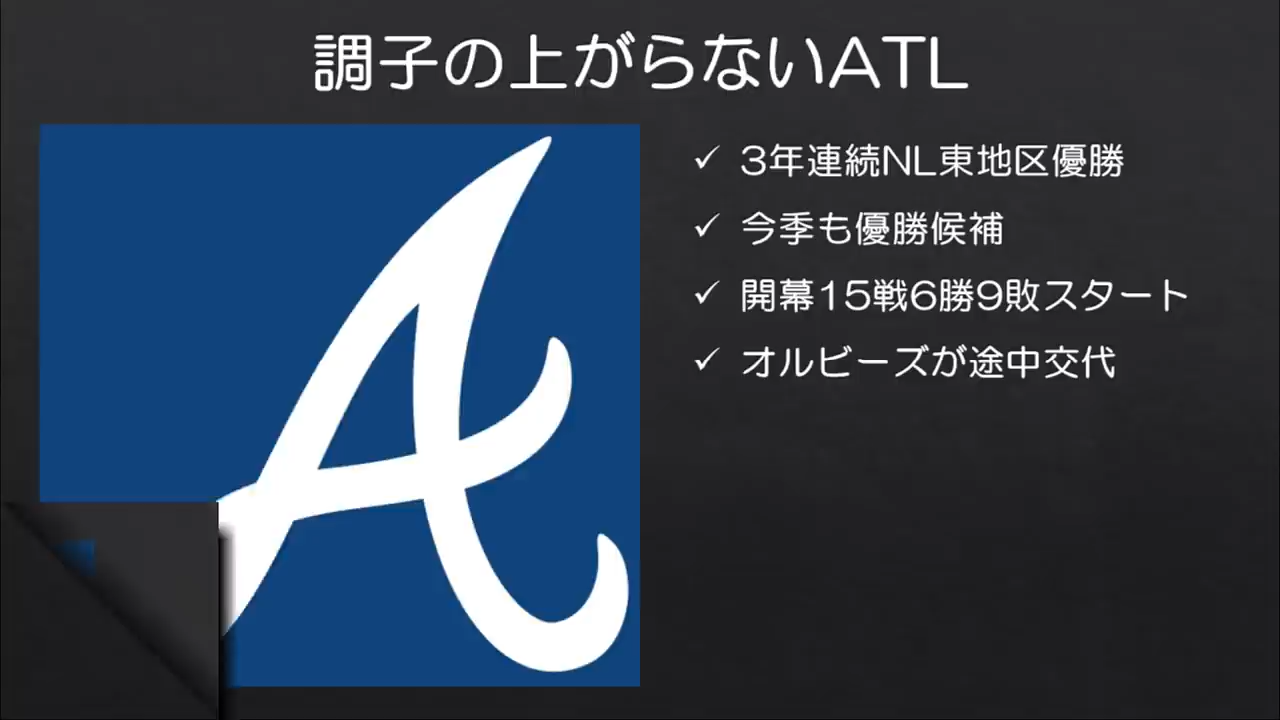 調子の上がらないATL
3年連続NL東地区優勝
今季も優勝候補
開幕15戦6勝9敗スタート
オルビーズが途中交代